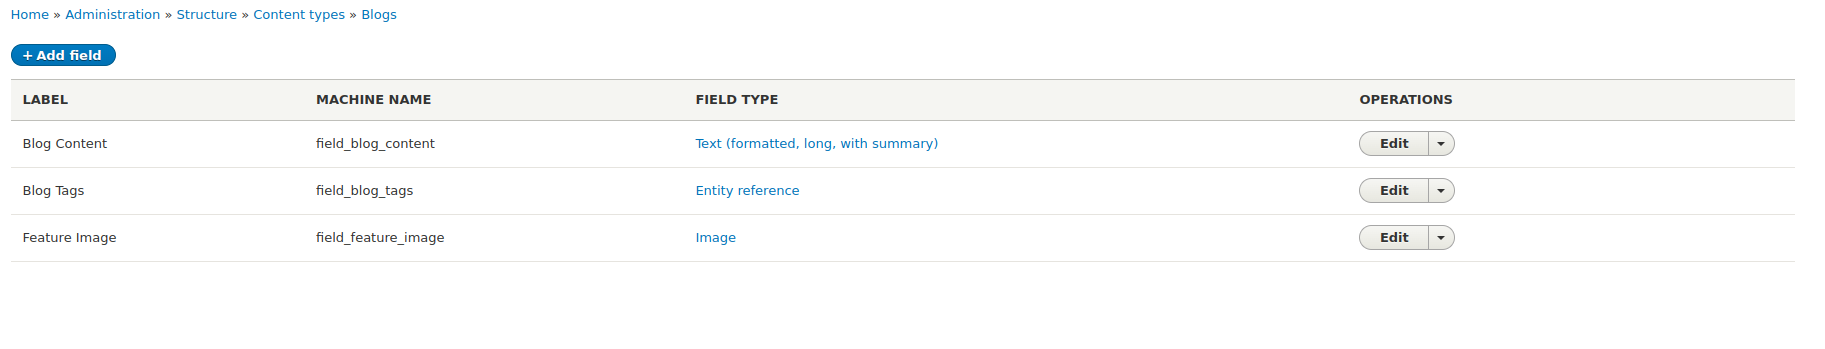 Home » Administration » Structure » Content types » Blogs
+ Add field
LABEL MACHINE NAME FIELD TYPE OPERATIONS
Blog Content field_blog_content Text (formatted, long, with summary) Edit
Blog Tags field_blog_tags Entity reference Edit
Feature Image field_feature_image Image Edit